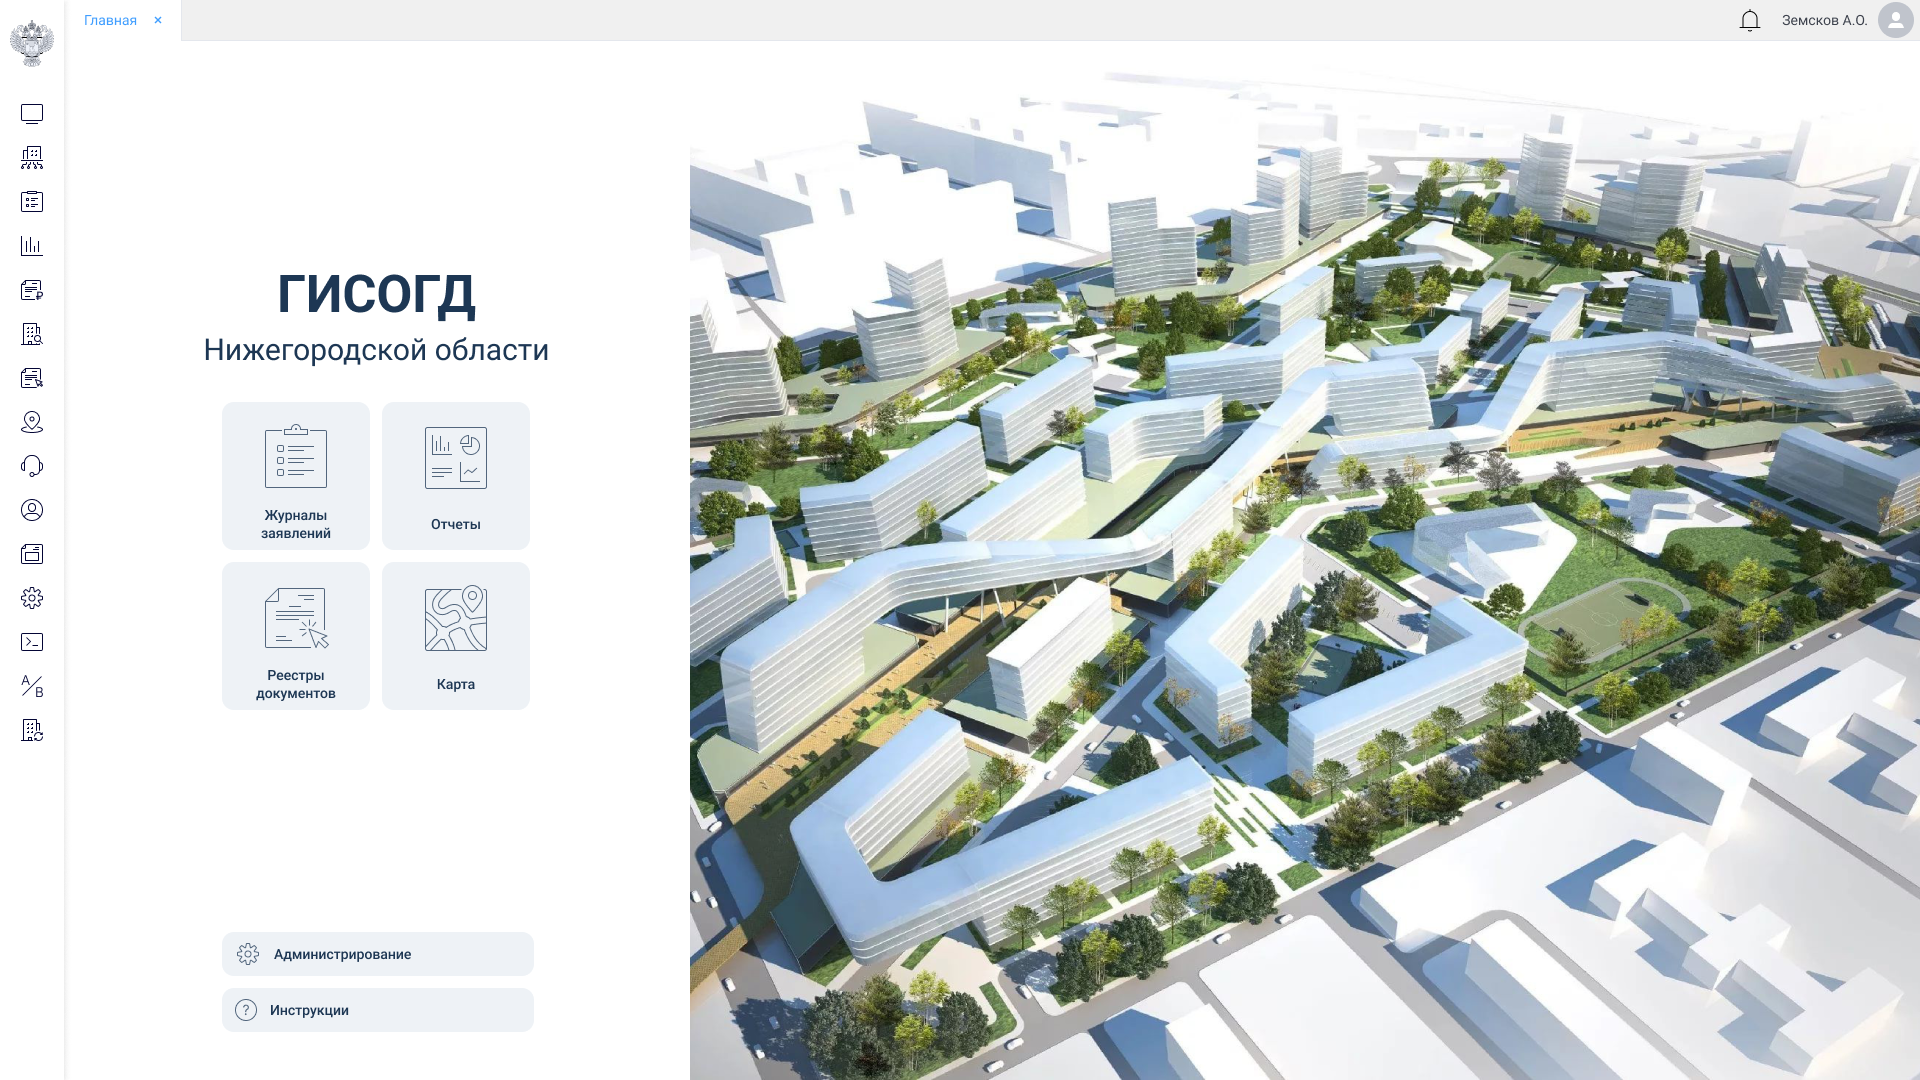 Главная
Земсков А.О.
ГИСОГД
Нижегородской области
Журналы
заявлений
Отчеты
Реестры
документов
Карта
Администрирование
? Инструкции
A/B